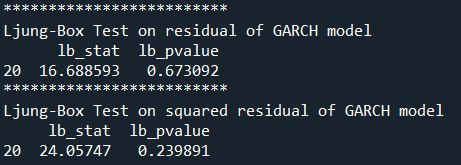 *************************
Ljung-Box Test on residual of GARCH model
lb_stat lb_pvalue
20 16.688593 0.673092
*************************
Ljung-Box Test on squared residual of GARCH model
lb_stat lb_pvalue
20 24.05747 0.239891